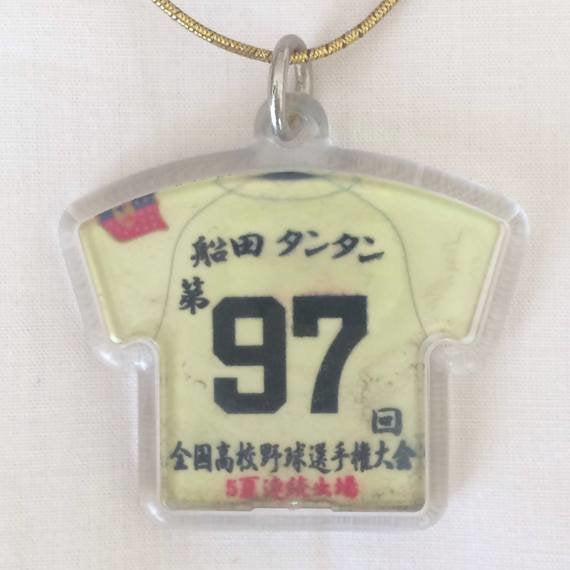 船田 タンタン
第
97
回
全国高校野球選手権大会
5夏連続出場